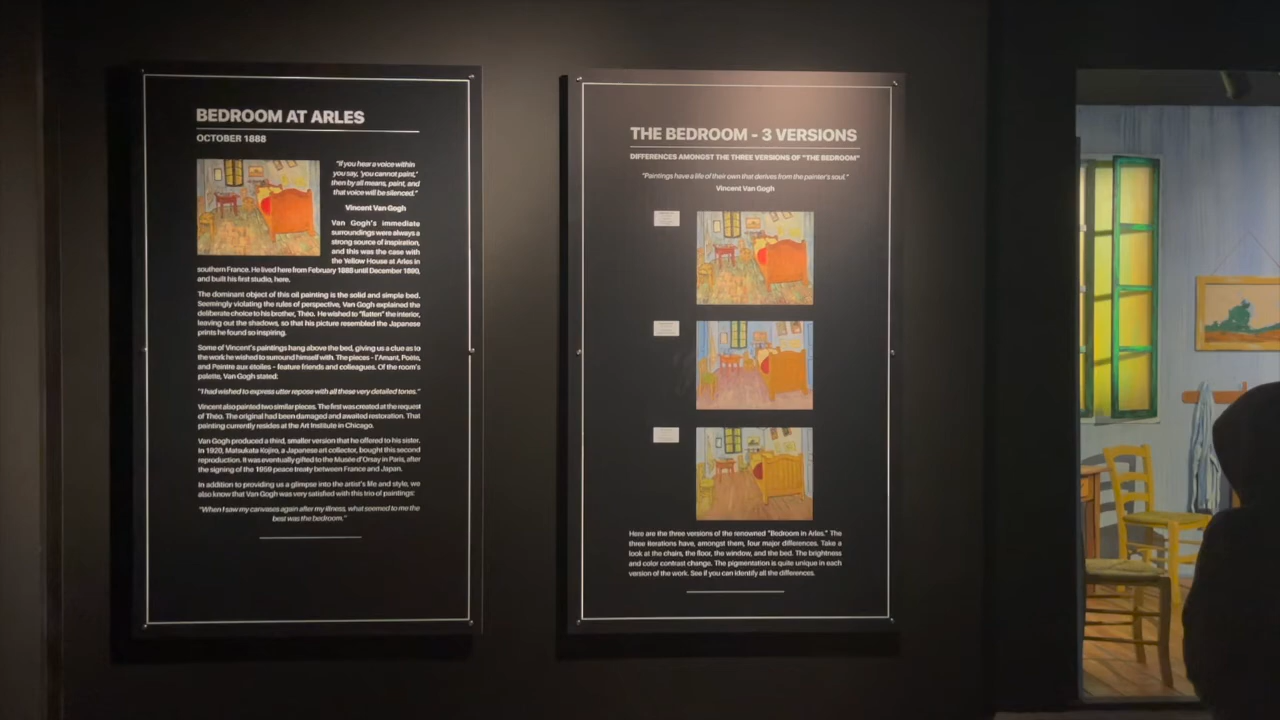 BEDROOM AT ARLES
OCTOBER 1888
"If you hear a voice within
you say, 'you cannot paint,'
then by all means, paint, and
that voice will be silenced."
Vincent Van Gogh
Van Gogh's immediate
surroundings were always a
strong source of inspiration,
and this was the case with
the Yellow House at Arles in
southern France. He lived here from February 1888 until December 1890,
and built his first studio, here.
The dominant object of this oil painting is the solid and simple bed.
Seemingly violating the rules of perspective, Van Gogh explained the
deliberate choice to his brother, Théo. He wished to "flatten" the interior,
leaving out the shadows, so that his picture resembled the Japanese
prints he found so inspiring.
Some of Vincent's paintings hang above the bed, giving us a clue as to
the work he wished to surround himself with. The pieces - l'Amant, Poète,
and Peintre aux étoiles - feature friends and colleagues. Of the room's
palette, Van Gogh stated:
"I had wished to express utter repose with all these very detailed tones."
Vincent also painted two similar pieces. The first was created at the request
of Théo. The original had been damaged and awaited restoration. That
painting currently resides at the Art Institute in Chicago.
Van Gogh produced a third, smaller version that he offered to his sister.
In 1920, Matsukata Kojiro, a Japanese art collector, bought this second
reproduction. It was eventually gifted to the Musée d'Orsay in Paris, after
the signing of the 1959 peace treaty between France and Japan.
In addition to providing us a glimpse into the artist's life and style, we
also know that Van Gogh was very satisfied with this trio of paintings:
"When I saw my canvases again after my illness, what seemed to me the
best was the bedroom."
THE BEDROOM - 3 VERSIONS
DIFFERENCES AMONGST THE THREE VERSIONS OF "THE BEDROOM"
"Paintings have a life of their own that derives from the painter's soul."
Vincent Van Gogh
Here are the three versions of the renowned "Bedroom in Arles." The
three iterations have, amongst them, four major differences. Take a
look at the chairs, the floor, the window, and the bed. The brightness
and color contrast change. The pigmentation is quite unique in each
version of the work. See if you can identify all the differences.